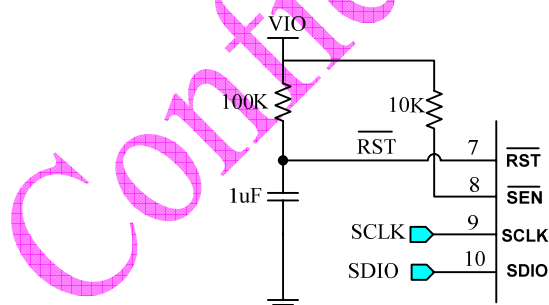 VIO
100K
10K
RST
7
RST
1uF
8
SEN
SCLK
9
SCLK
SDIO
10
SDIO
Confi